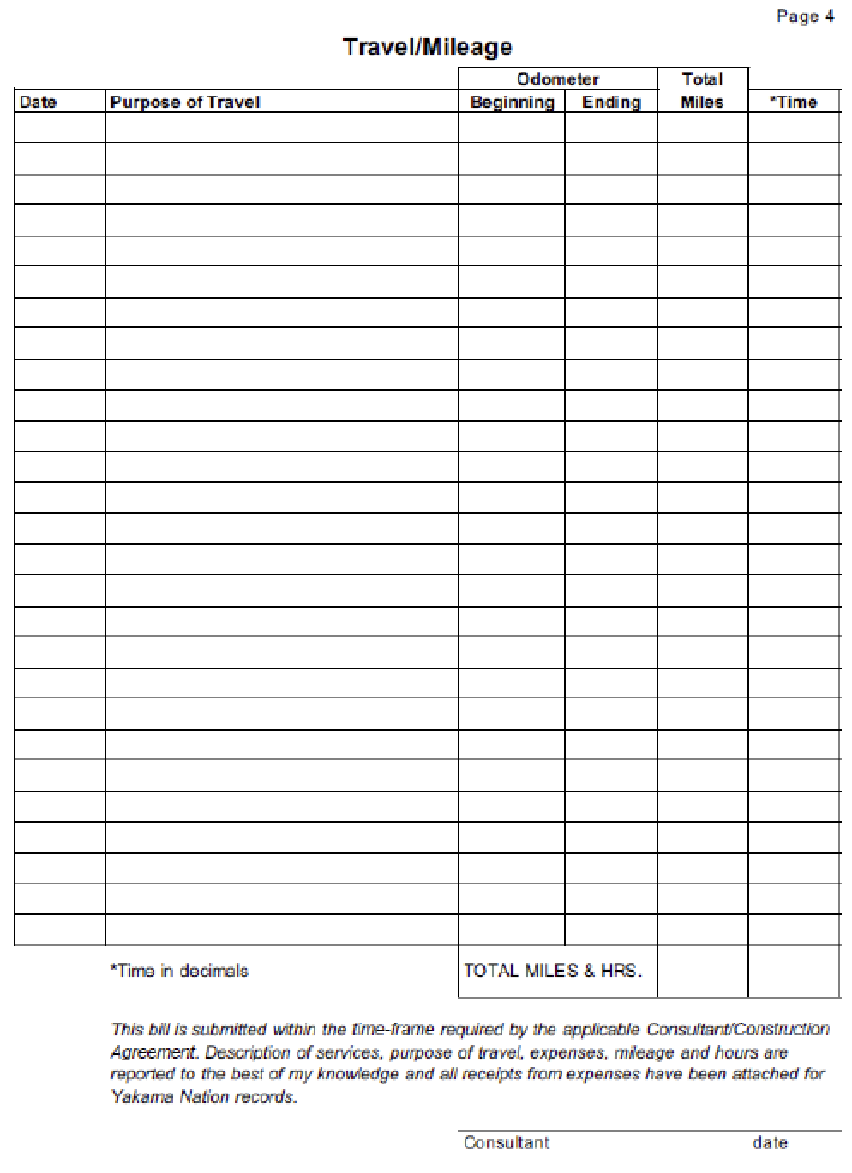 Page 4
Travel/Mileage
Odometer Total
Date Purpose of Travel Beginning Ending Miles *Time
*Time in decimals TOTAL MILES & HRS.
This bill is submitted within the time-frame required by the applicable Consultant/Construction
Agreement. Description of services, purpose of travel, expenses, mileage and hours are
reported to the best of my knowledge and all receipts from expenses have been attached for
Yakama Nation records.
Consultant date